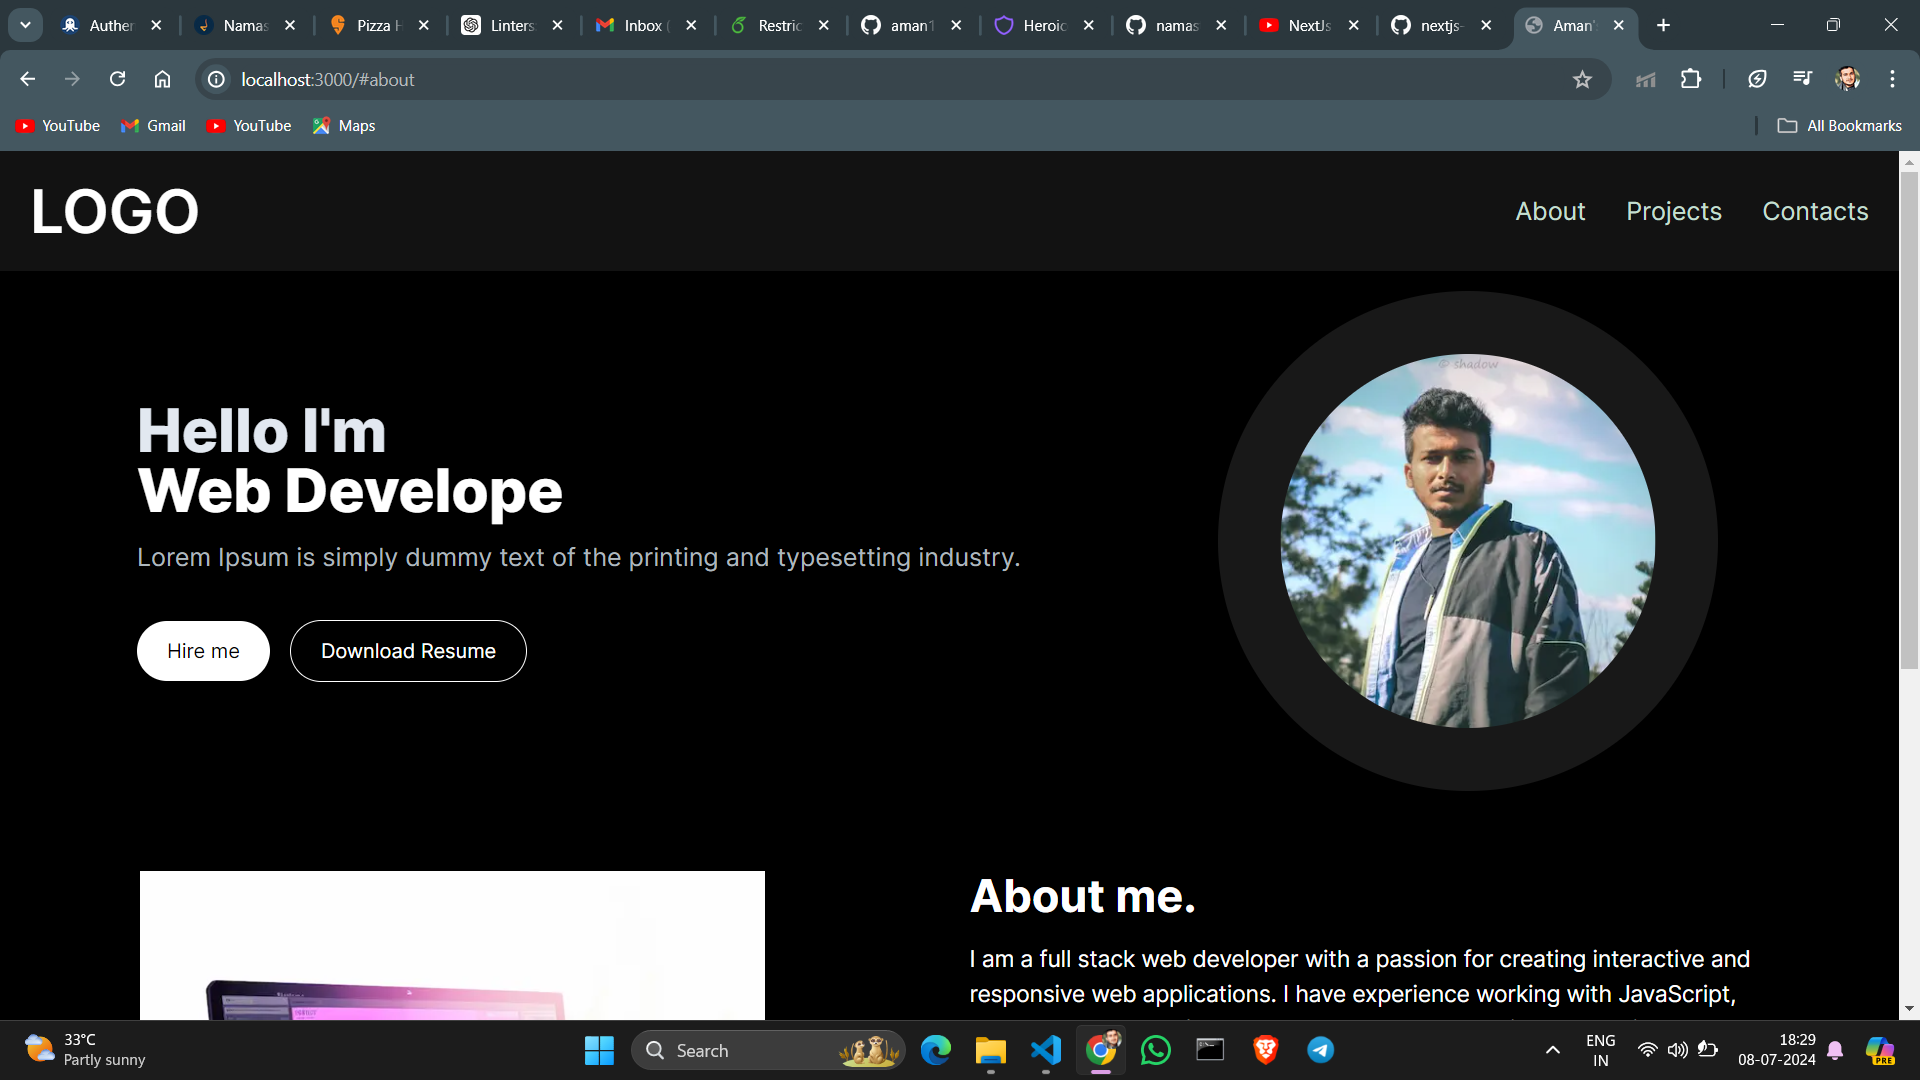 Auther
Namas
Pizza H
Linters
Inbox (
Restric
aman1
Heroic
namas
NextJs
nextjs-
Aman'
localhost:3000/#about
YouTube
Gmail
YouTube
Maps
All Bookmarks
LOGO
About
Projects
Contacts
© shadow
Hello I'm
Web Develope
Lorem Ipsum is simply dummy text of the printing and typesetting industry.
Hire me
Download Resume
About me.
I am a full stack web developer with a passion for creating interactive and
responsive web applications. I have experience working with JavaScript,
33°C
Partly sunny
Search
ENG
IN
18:29
08-07-2024
PRE